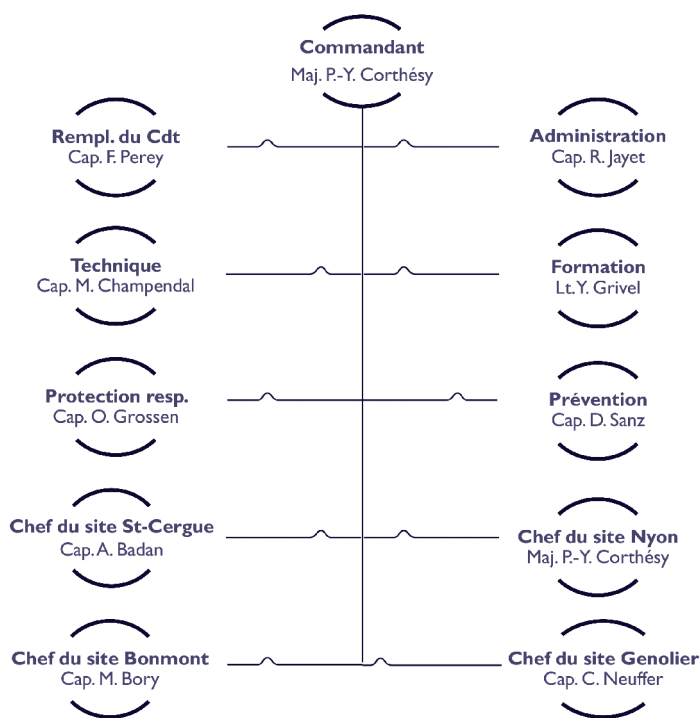 Commandant
Maj. P.-Y. Corthésy
Rempl. du Cdt
Cap. F. Perey
Administration
Cap. R. Jayet
Technique
Cap. M. Champendal
Formation
Lt. Y. Grivel
Protection resp.
Cap. O. Grossen
Prévention
Cap. D. Sanz
Chef du site St-Cergue
Cap. A. Badan
Chef du site Nyon
Maj. P.-Y. Corthésy
Chef du site Bonmont
Cap. M. Bory
Chef du site Genolier
Cap. C. Neuffer